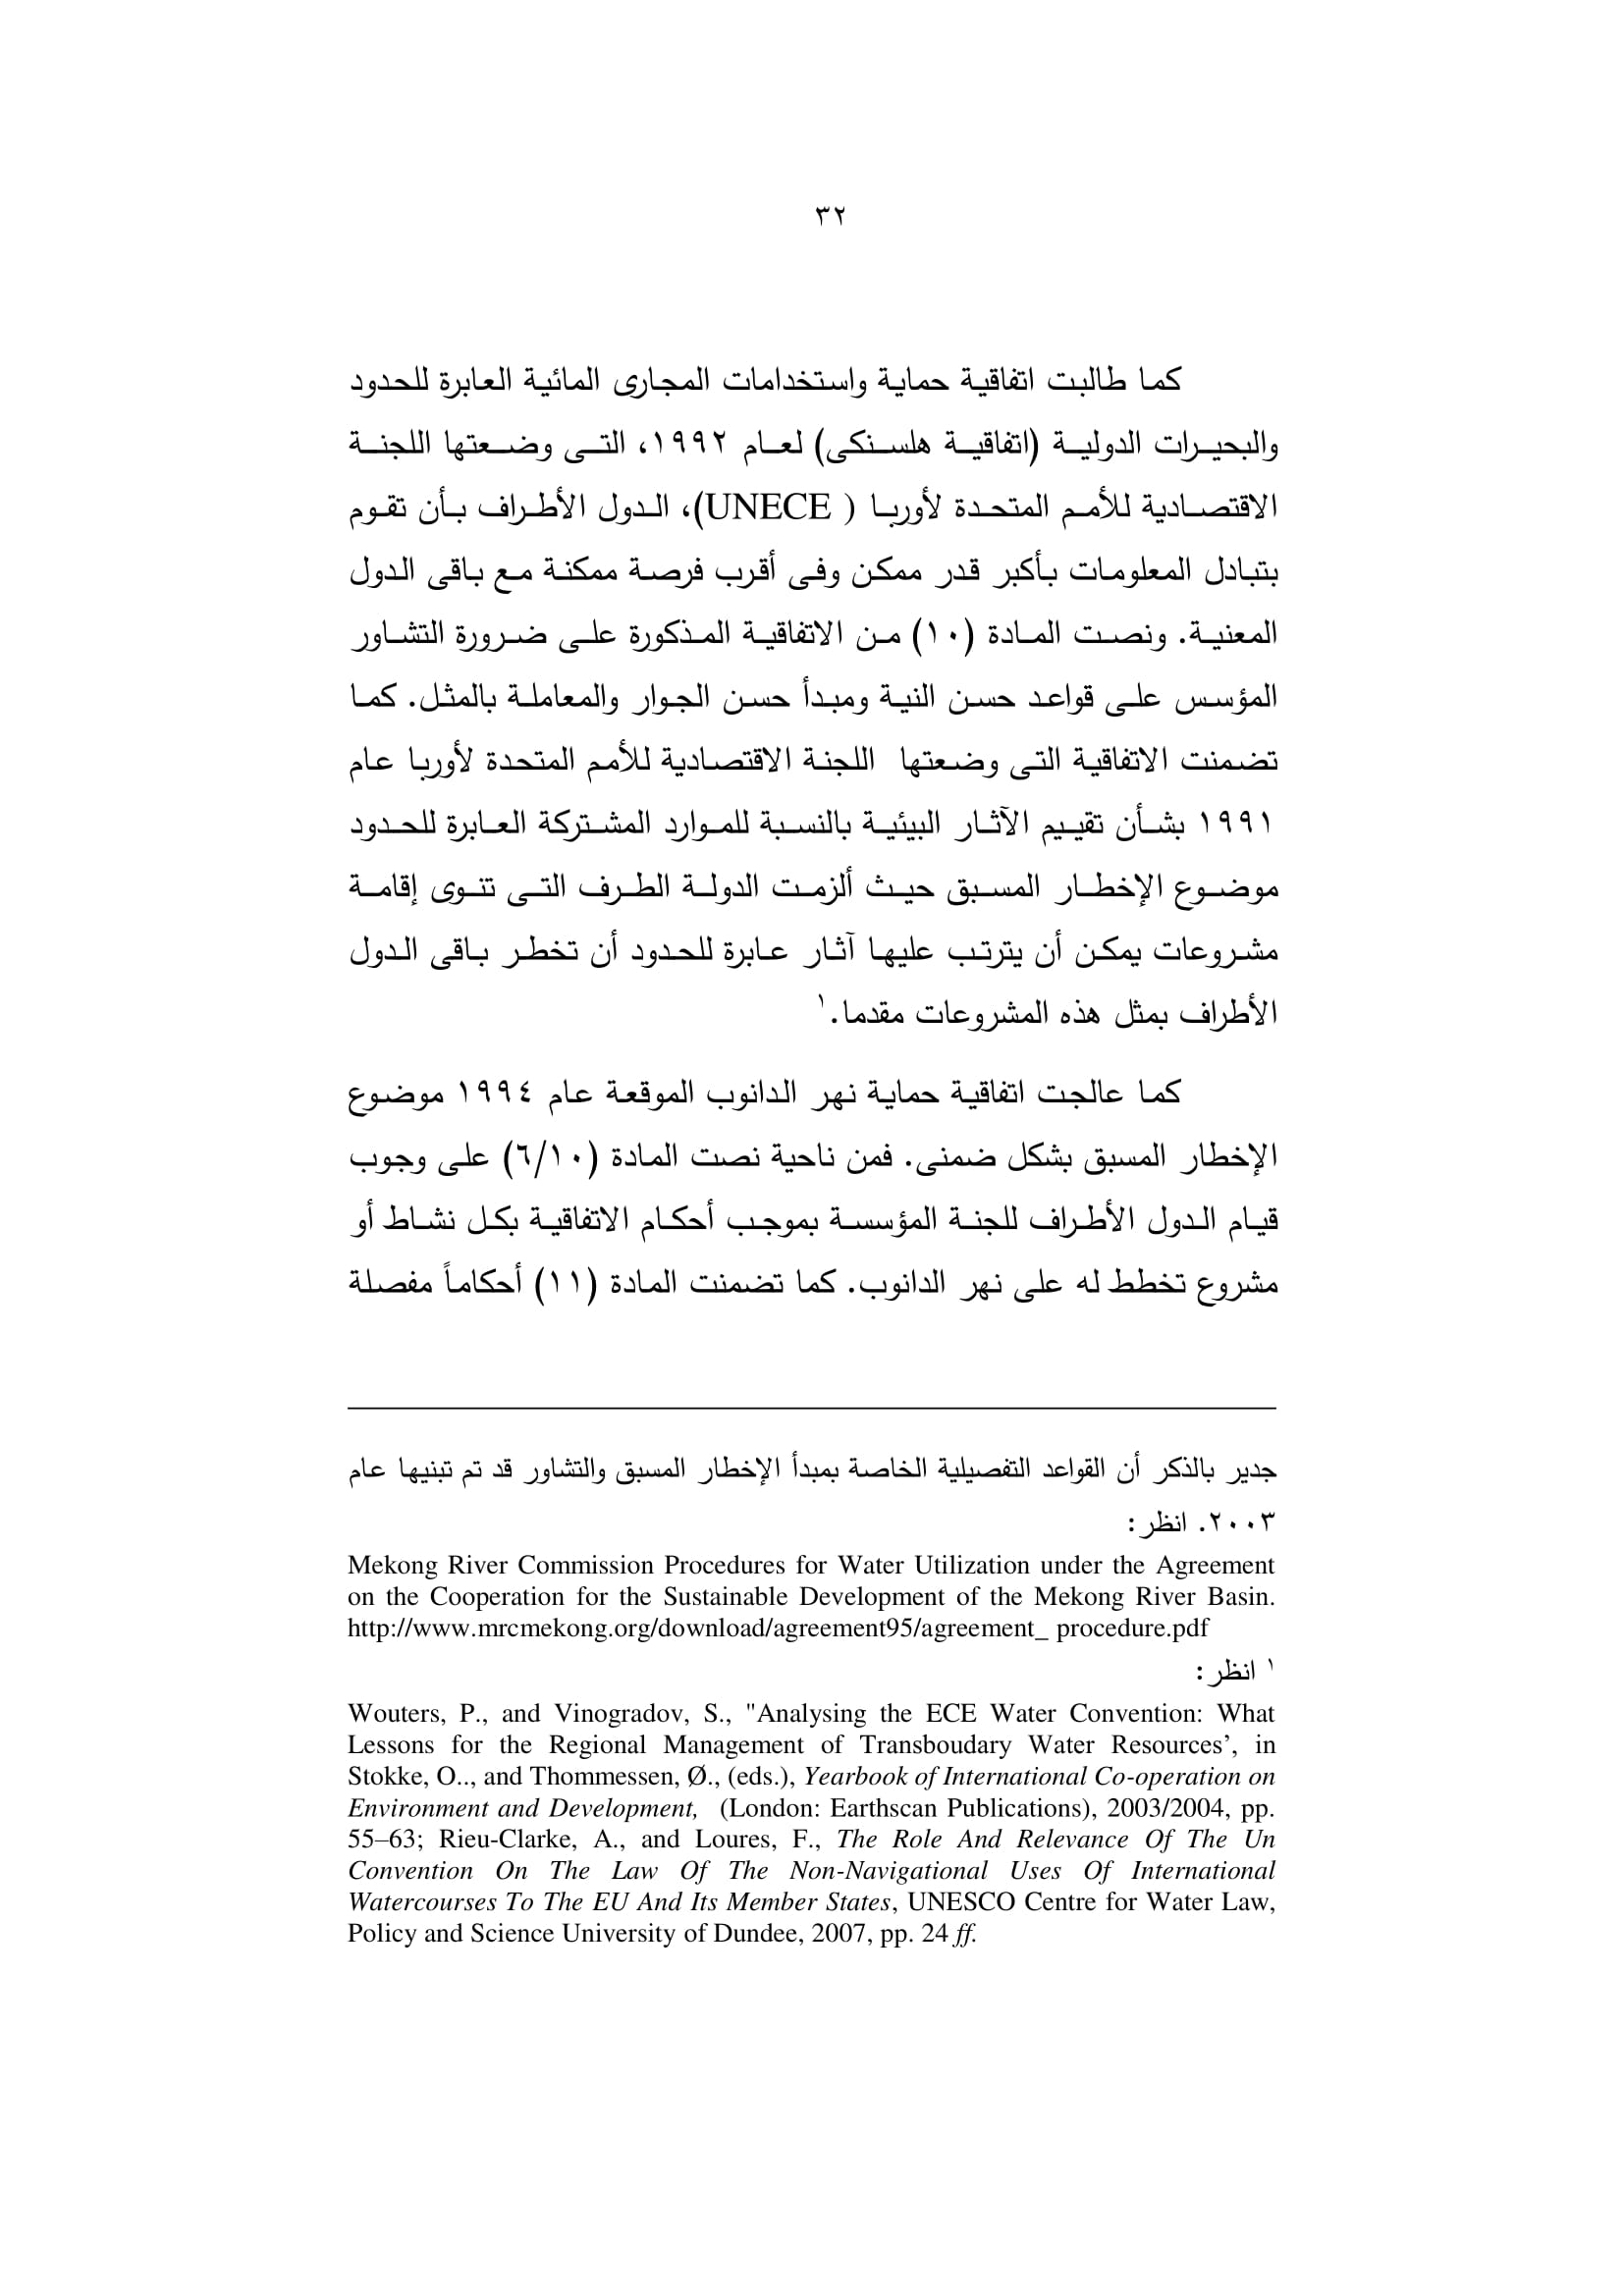 ٣٢
كما طالبت اتفاقية حماية واستخدامات المجارى المائية العابرة للحدود
والبحيرات الدولية (اتفاقية هلسنكى) لعام ١٩٩٢، التى وضعتها اللجنة
الاقتصادية للأمم المتحدة لأوربا ( UNECE)، الدول الأطراف بأن تقوم
بتبادل المعلومات بأكبر قدر ممكن وفى أقرب فرصة ممكنة مع باقى الدول
المعنية. ونصت المادة (١٠) من الاتفاقية المذكورة على ضرورة التشاور
المؤسس على قواعد حسن النية ومبدأ حسن الجوار والمعاملة بالمثل. كما
تضمنت الاتفاقية التى وضعتها  اللجنة الاقتصادية للأمم المتحدة لأوربا عام
١٩٩١ بشأن تقييم الآثار البيئية بالنسبة للموارد المشتركة العابرة للحدود
موضوع الإخطار المسبق حيث ألزمت الدولة الطرف التى تنوى إقامة
مشروعات يمكن أن يترتب عليها آثار عابرة للحدود أن تخطر باقى الدول
الأطراف بمثل هذه المشروعات مقدما.١
كما عالجت اتفاقية حماية نهر الدانوب الموقعة عام ١٩٩٤ موضوع
الإخطار المسبق بشكل ضمنى. فمن ناحية نصت المادة (٦/١٠) على وجوب
قيام الدول الأطراف للجنة المؤسسة بموجب أحكام الاتفاقية بكل نشاط أو
مشروع تخطط له على نهر الدانوب. كما تضمنت المادة (١١) أحكاماً مفصلة
جدير بالذكر أن القواعد التفصيلية الخاصة بمبدأ الإخطار المسبق والتشاور قد تم تبنيها عام
٢٠٠٣. انظر:
Mekong River Commission Procedures for Water Utilization under the Agreement
on the Cooperation for the Sustainable Development of the Mekong River Basin.
http://www.mrcmekong.org/download/agreement95/agreement_ procedure.pdf
١ انظر:
Wouters, P., and Vinogradov, S., "Analysing the ECE Water Convention: What
Lessons for the Regional Management of Transboudary Water Resources’, in
Stokke, O.., and Thommessen, Ø., (eds.), Yearbook of International Co-operation on
Environment and Development,  (London: Earthscan Publications), 2003/2004, pp.
55–63; Rieu-Clarke, A., and Loures, F., The Role And Relevance Of The Un
Convention On The Law Of The Non-Navigational Uses Of International
Watercourses To The EU And Its Member States, UNESCO Centre for Water Law,
Policy and Science University of Dundee, 2007, pp. 24 ff.